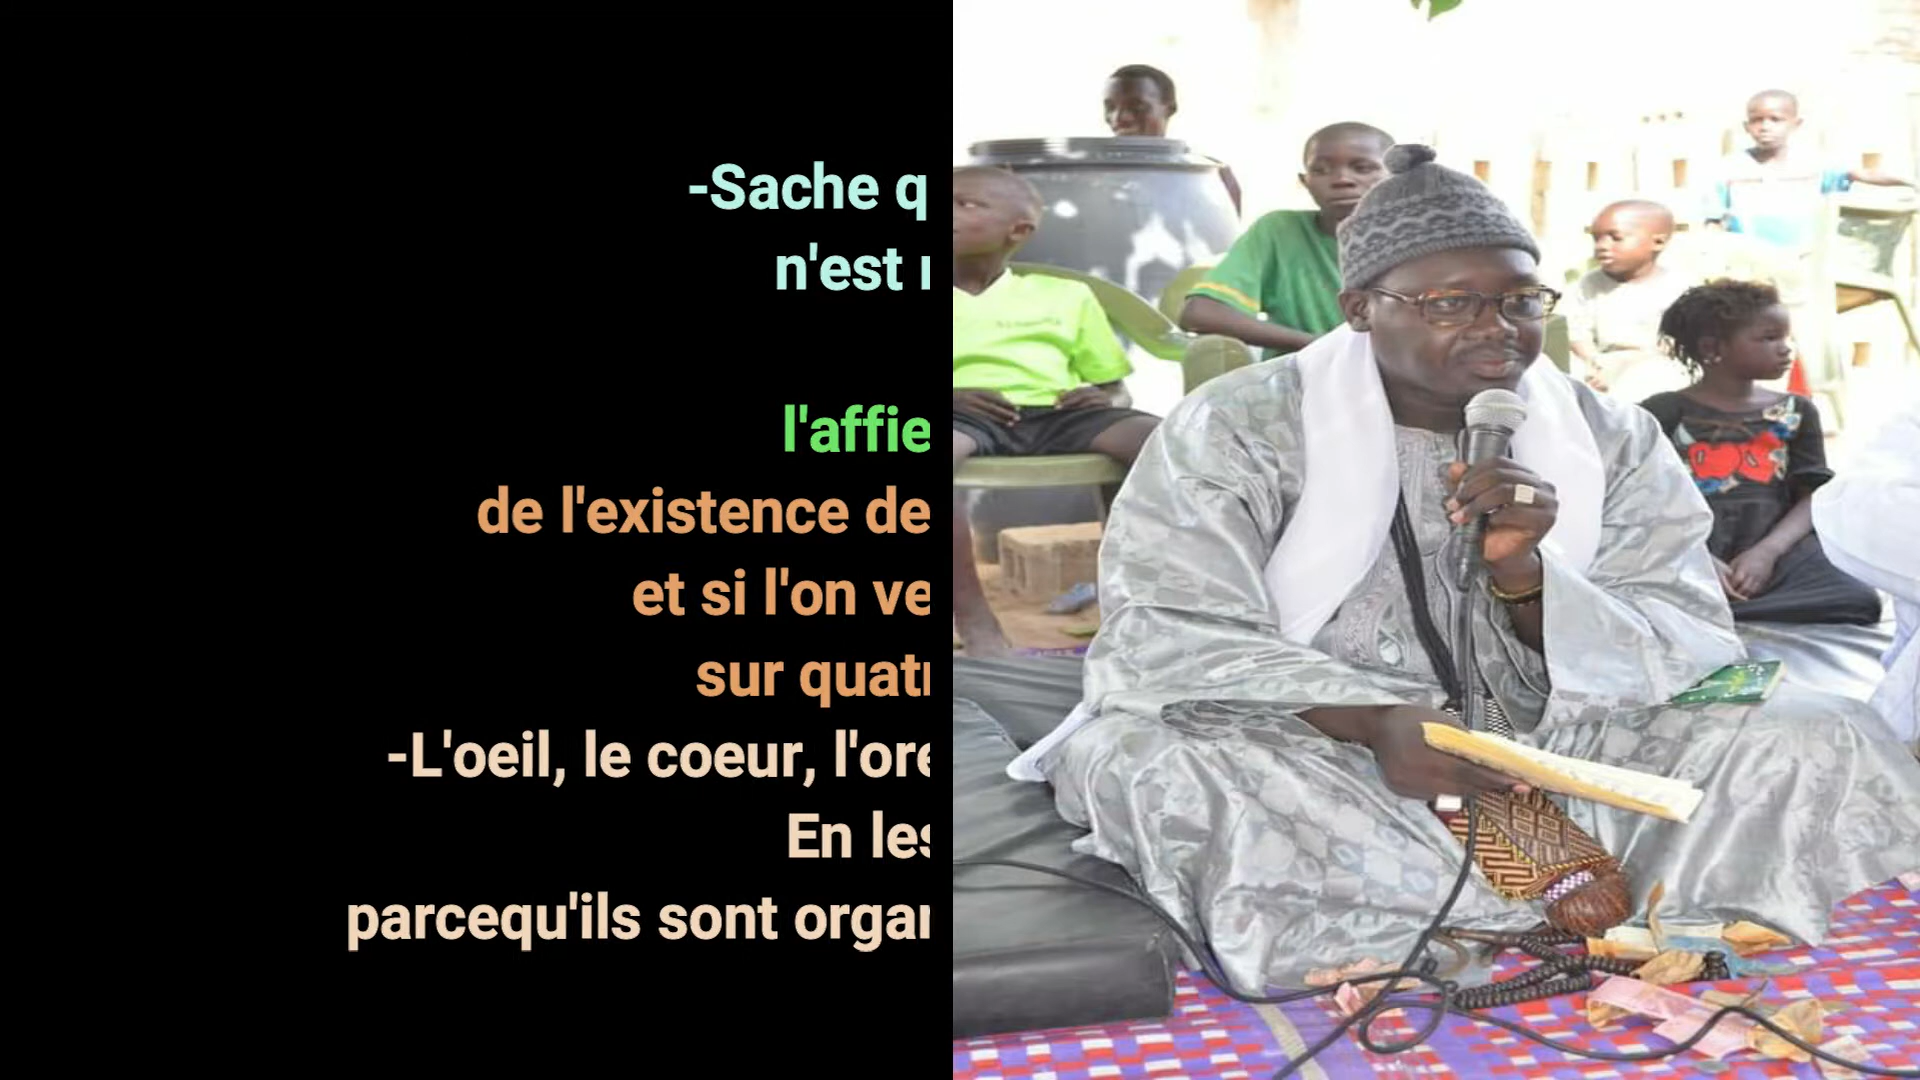 -Sache q
n'est
l'affie
de l'existence de
et si l'on ve
sur quat
-L'oeil, le coeur, l'ore
En les
parcequ'ils sont orga